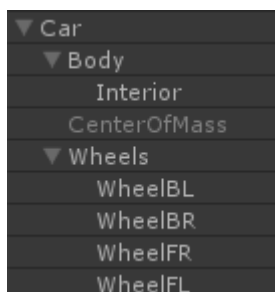 Car
Body
Interior
CenterOfMass
Wheels
WheelBL
WheelBR
WheelFR
WheelFL